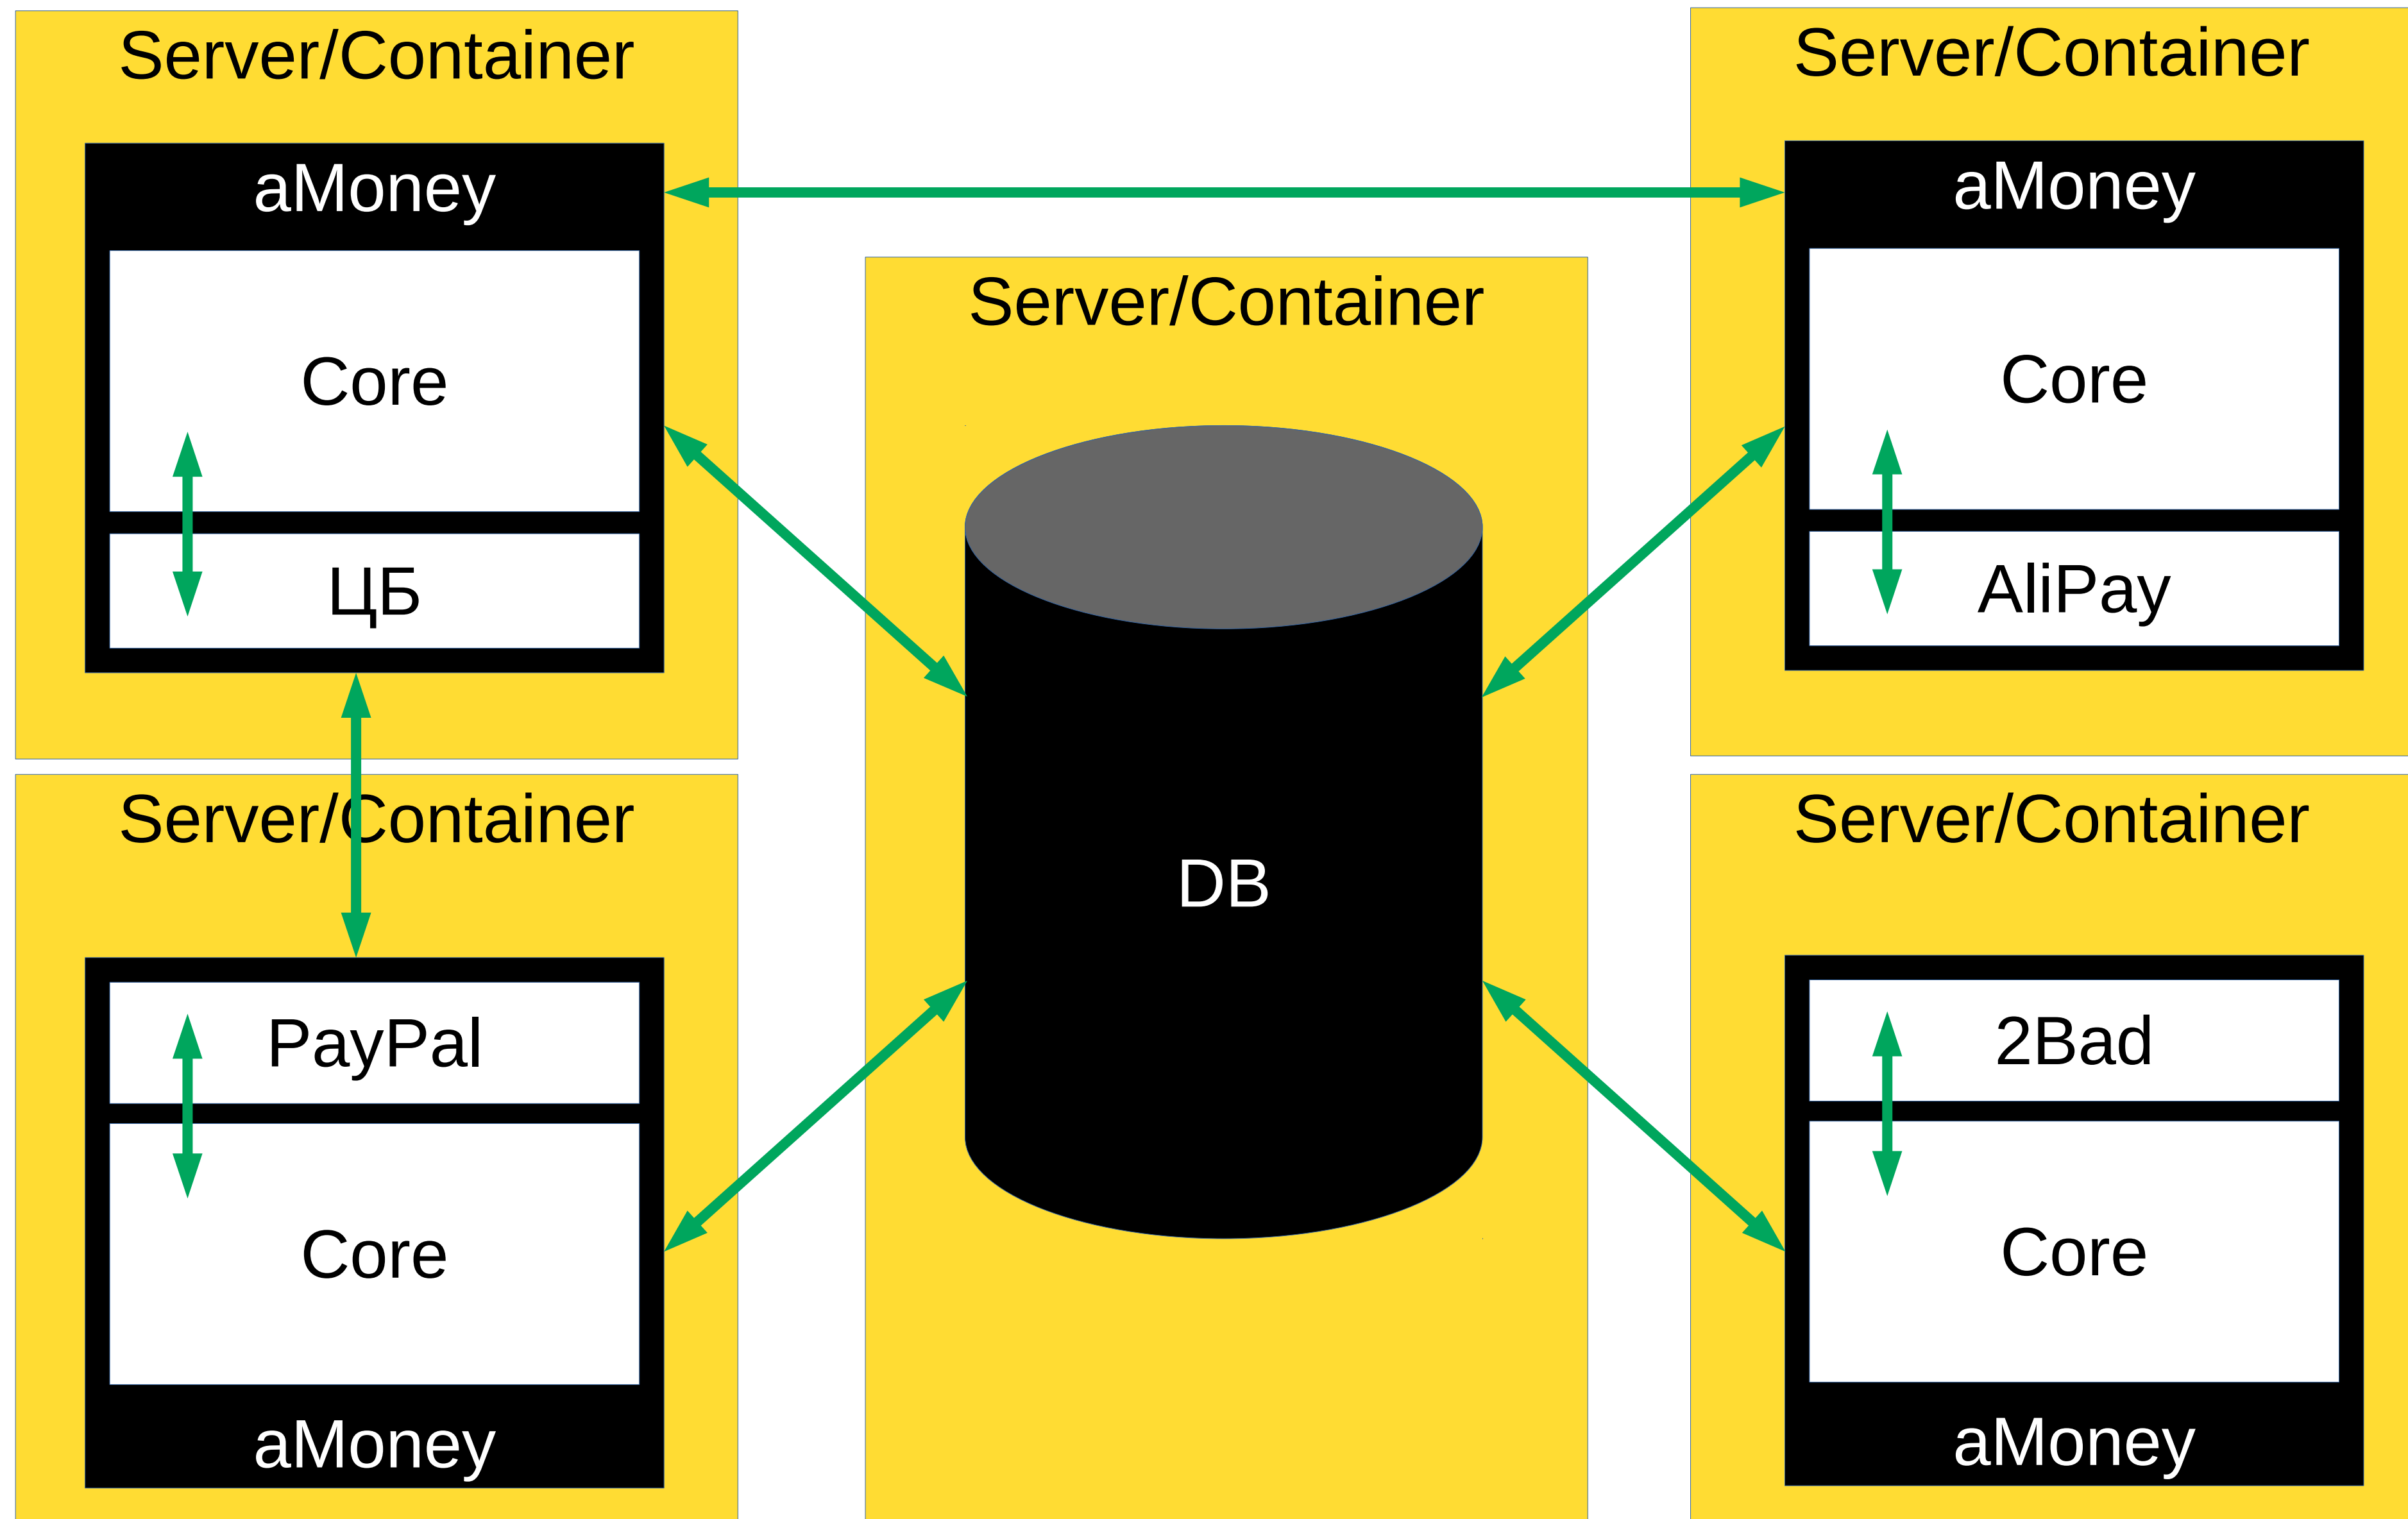 Server/Container
aMoney
Core
ЦБ
Server/Container
aMoney
Core
AliPay
Server/Container
DB
Server/Container
PayPal
Core
aMoney
Server/Container
2Bad
Core
aMoney